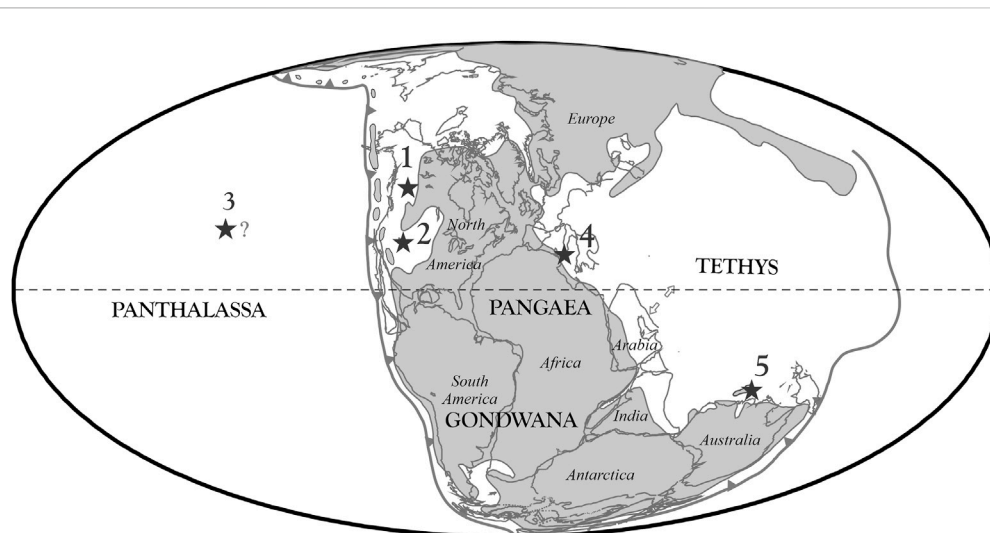 Europe
1
3
?
North
2
America
4
TETHYS
PANTHALASSA
PANGAEA
Arabia
Africa
5
South
America
GONDWANA
India
Australia
Antarctica